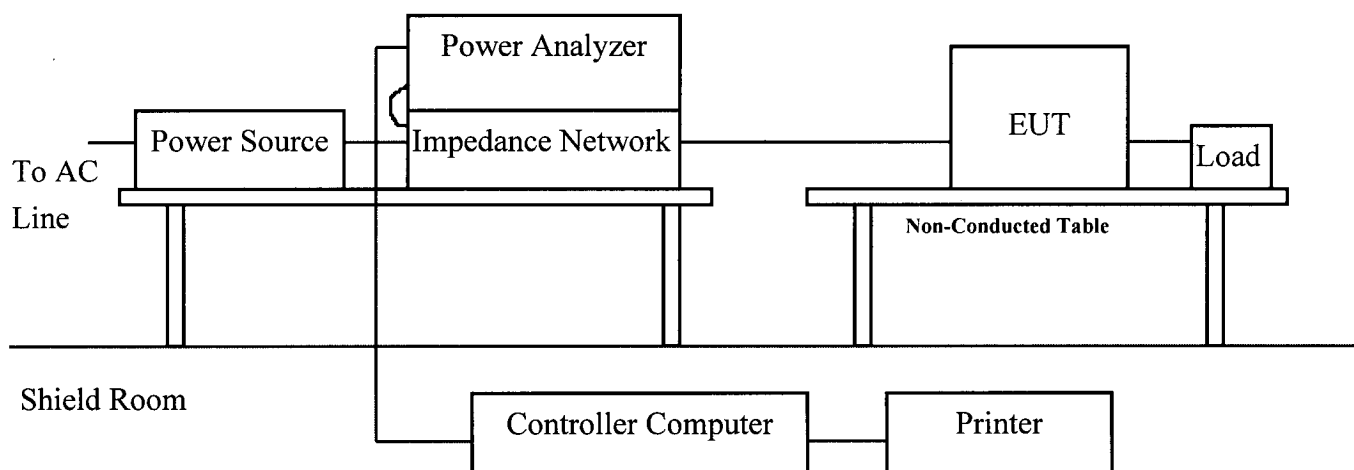 Power Analyzer
Power Source
Impedance Network
EUT
Load
To AC
Line
Non-Conducted Table
Shield Room
Controller Computer
Printer